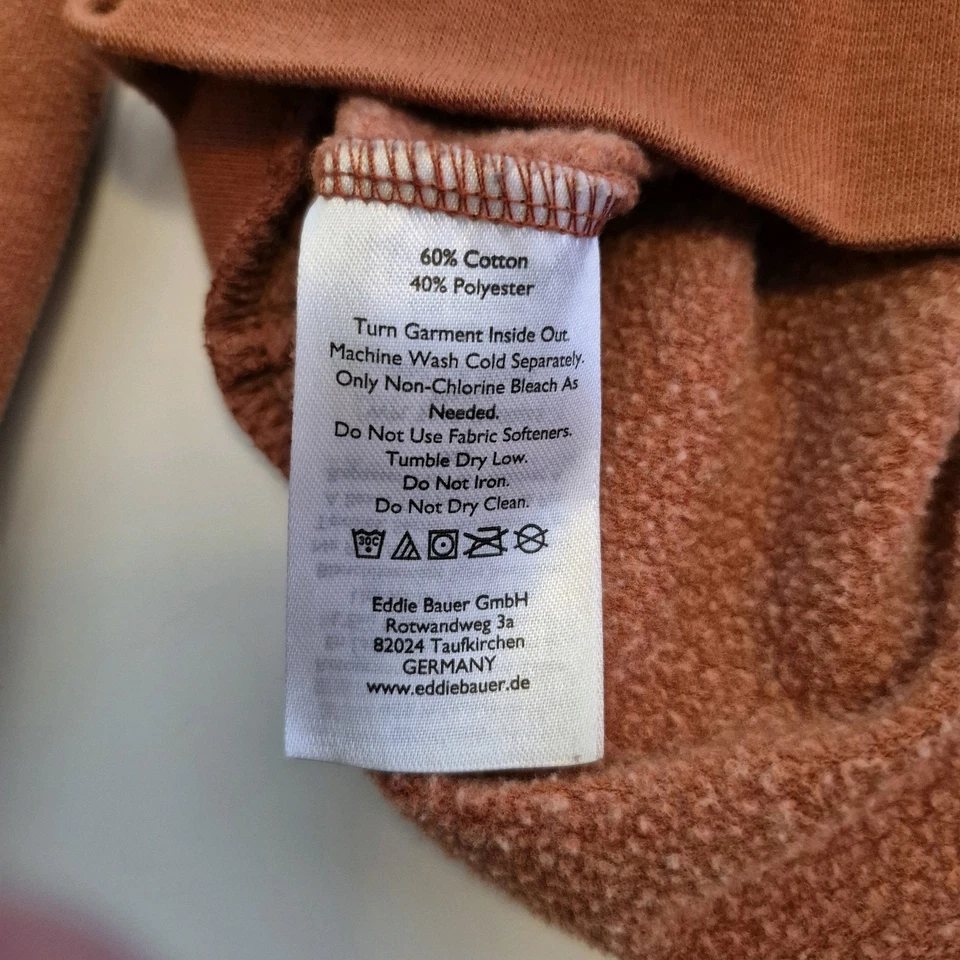 60% Cotton
40% Polyester
Turn Garment Inside Out.
Machine Wash Cold Separately.
Only Non-Chlorine Bleach As
Needed.
Do Not Use Fabric Softeners.
Tumble Dry Low.
Do Not Iron.
Do Not Dry Clean.
30C
Eddie Bauer GmbH
Rotwandweg 3a
82024 Taufkirchen
GERMANY
www.eddiebauer.de